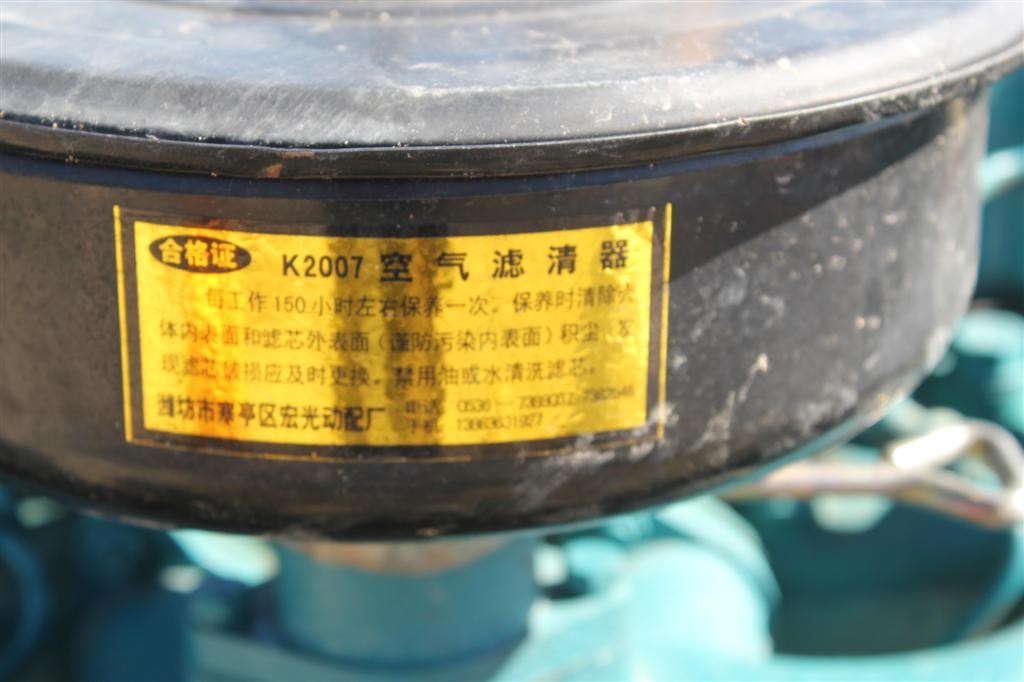 合格证 K2007 空气滤清器
每工作150小时左右保养一次。保养时清除壳
体内表面和滤芯外表面(谨防污染内表面)积尘、发
现滤芯破损应及时更换。禁用油或水清洗滤芯。
潍坊市寒亭区宏光动配厂 电话 0536—
手机 13863631927